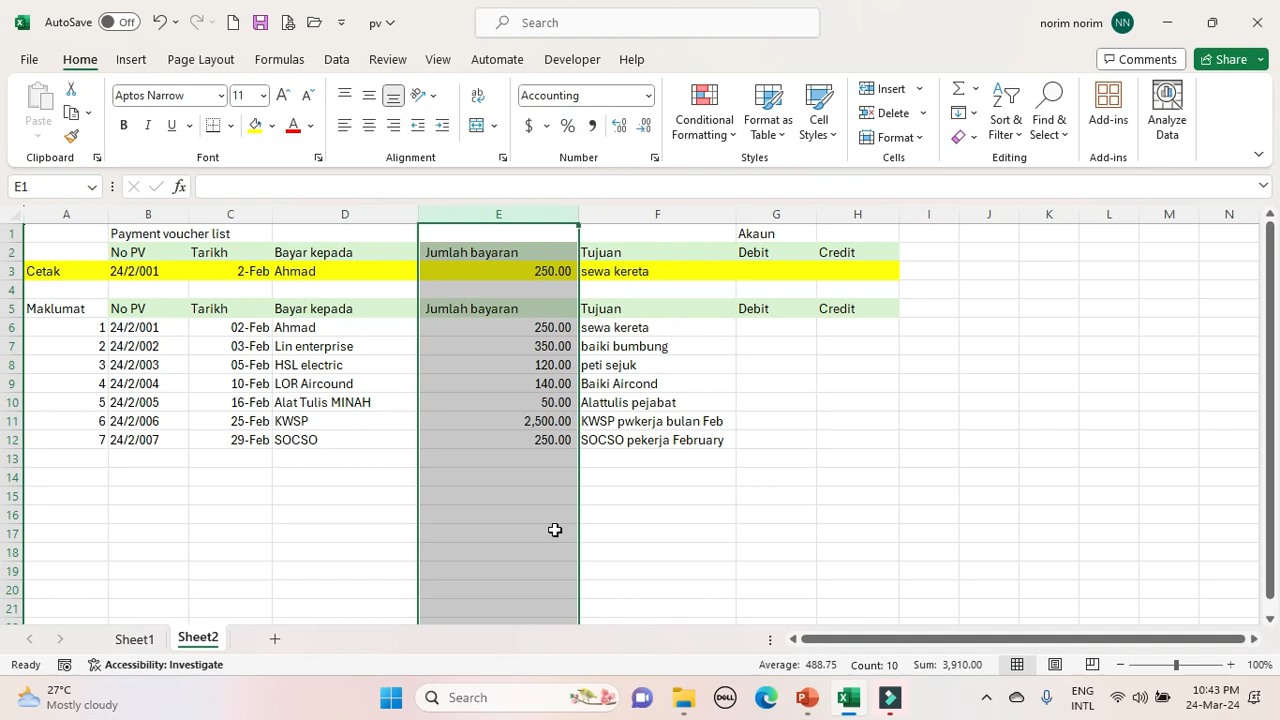 AutoSave Off pv Search norim norim NN
File Home Insert Page Layout Formulas Data Review View Automate Developer Help Comments Share
Paste Aptos Narrow 11 Accounting Conditional Formatting Format as Table Cell Styles Insert Delete Format Sort & Filter Find & Select Add-ins Analyze Data
B I U A $ %
Clipboard Font Alignment Number Styles Cells Editing Add-ins
E1 fx
A B C D E F G H I J K L M N
1 Payment voucher list Akaun
2 No PV Tarikh Bayar kepada Jumlah bayaran Tujuan Debit Credit
3 Cetak 24/2/001 2-Feb Ahmad 250.00 sewa kereta
4
5 Maklumat No PV Tarikh Bayar kepada Jumlah bayaran Tujuan Debit Credit
6 1 24/2/001 02-Feb Ahmad 250.00 sewa kereta
7 2 24/2/002 03-Feb Lin enterprise 350.00 baiki bumbung
8 3 24/2/003 05-Feb HSL electric 120.00 peti sejuk
9 4 24/2/004 10-Feb LOR Aircound 140.00 Baiki Aircond
10 5 24/2/005 16-Feb Alat Tulis MINAH 50.00 Alattulis pejabat
11 6 24/2/006 25-Feb KWSP 2,500.00 KWSP pwkerja bulan Feb
12 7 24/2/007 29-Feb SOCSO 250.00 SOCSO pekerja February
13
14
15
16
17
18
19
20
21
Sheet1 Sheet2
Ready Accessibility: Investigate Average: 488.75 Count: 10 Sum: 3,910.00 100%
27°C Mostly cloudy Search DELL ENG INTL 10:43 PM 24-Mar-24